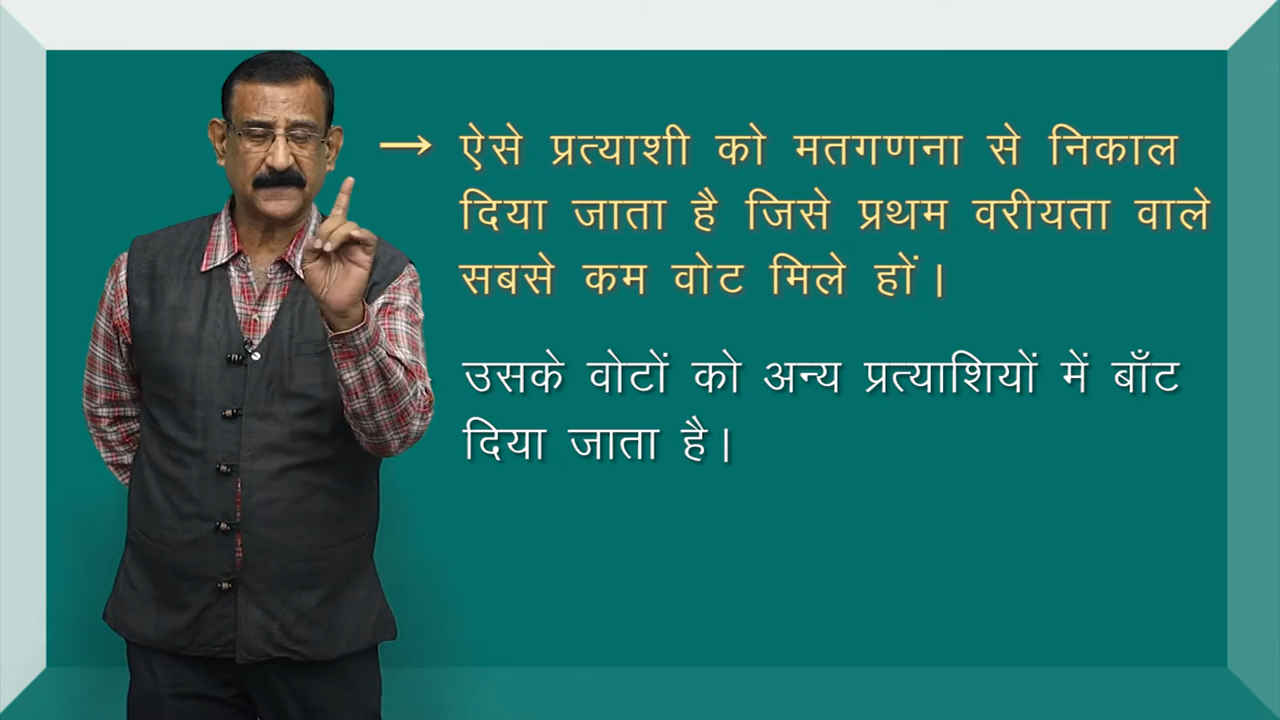 → ऐसे प्रत्याशी को मतगणना से निकाल
दिया जाता है जिसे प्रथम वरीयता वाले
सबसे कम वोट मिले हों।
उसके वोटों को अन्य प्रत्याशियों में बाँट
दिया जाता है।